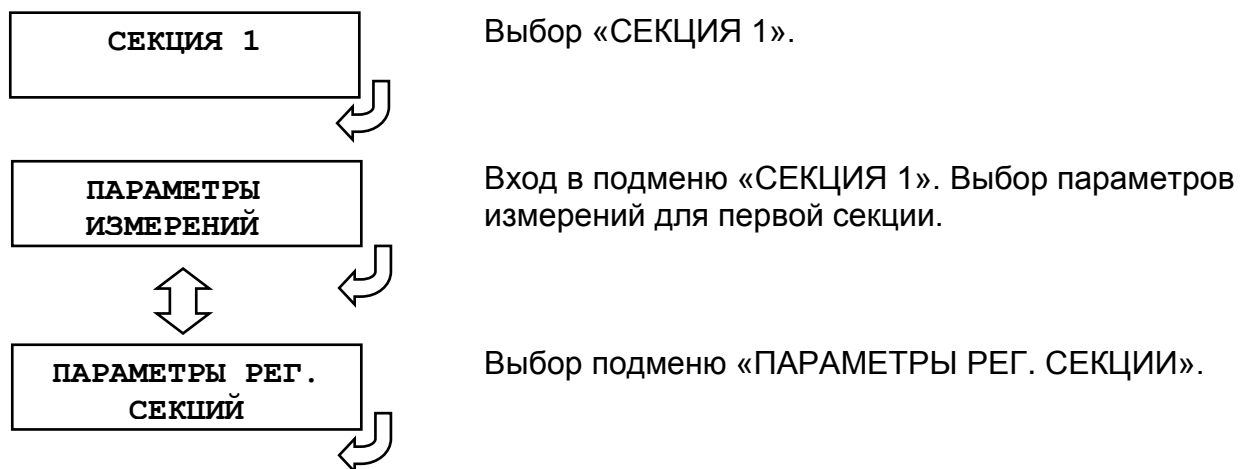 СЕКЦИЯ 1
Выбор «СЕКЦИЯ 1».
ПАРАМЕТРЫ
ИЗМЕРЕНИЙ
Вход в подменю «СЕКЦИЯ 1». Выбор параметров
измерений для первой секции.
ПАРАМЕТРЫ РЕГ.
СЕКЦИЙ
Выбор подменю «ПАРАМЕТРЫ РЕГ. СЕКЦИИ».